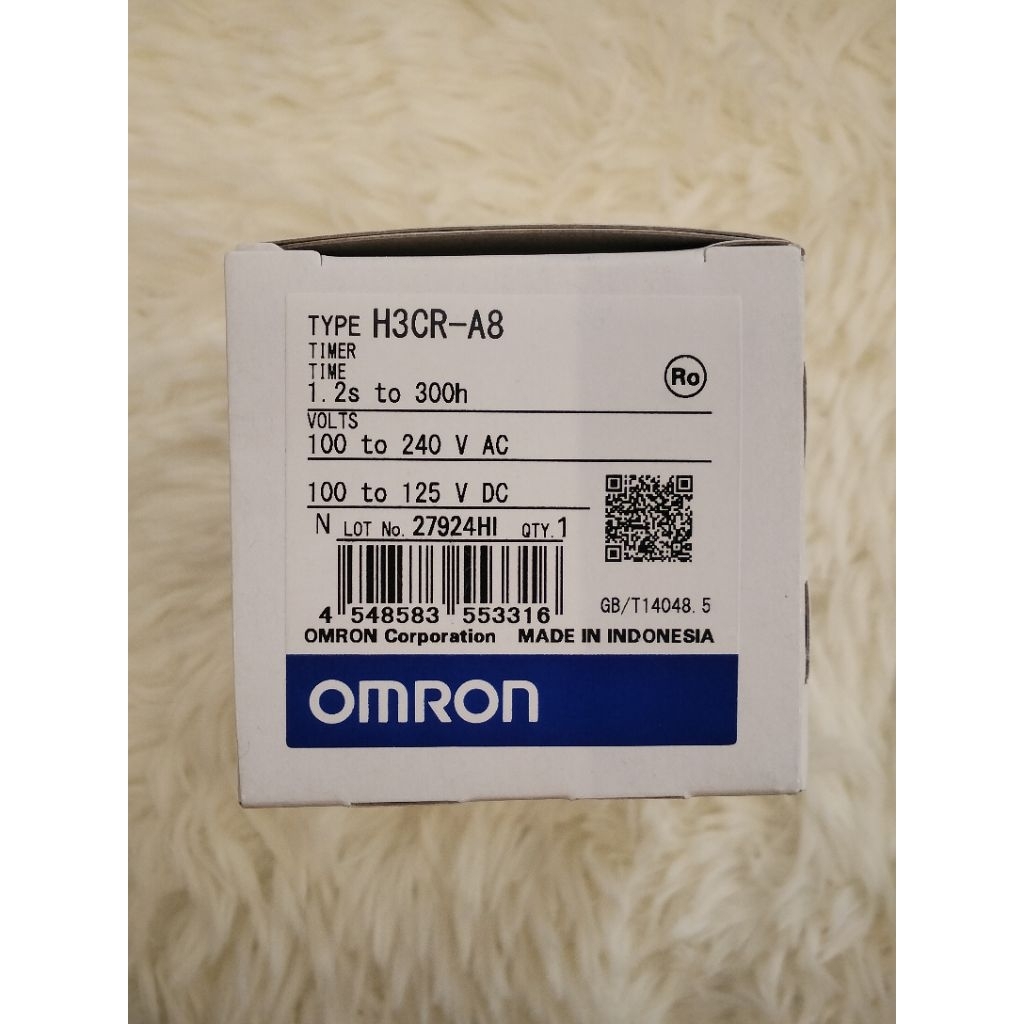 TYPE H3CR-A8
TIMER
TIME
1.2s to 300h
Ro
VOLTS
100 to 240 V AC
100 to 125 V DC
N LOT No. 27924HI QTY.1
4 548583 553316
GB/T14048.5
OMRON Corporation MADE IN INDONESIA
OMRON